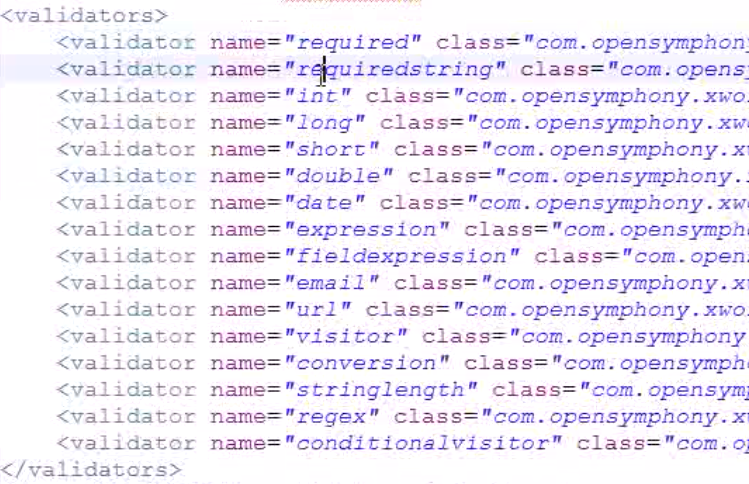 <validators>
<validator name="required" class="com.opensymphon
<validator name="requiredstring" class="com.opens
<validator name="int" class="com.opensymphony.xwo
<validator name="long" class="com.opensymphony.xw
<validator name="short" class="com.opensymphony.x
<validator name="double" class="com.opensymphony.
<validator name="date" class="com.opensymphony.xw
<validator name="expression" class="com.opensymph
<validator name="fieldexpression" class="com.open
<validator name="email" class="com.opensymphony.x
<validator name="url" class="com.opensymphony.xwo
<validator name="visitor" class="com.opensymphony
<validator name="conversion" class="com.opensymph
<validator name="stringlength" class="com.opensym
<validator name="regex" class="com.opensymphony.x
<validator name="conditionalvisitor" class="com.o
</validators>